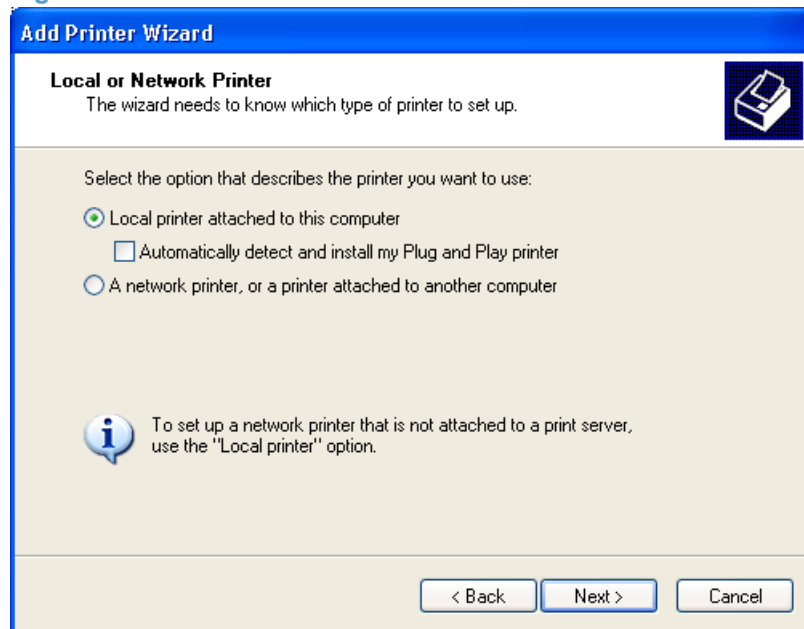 Add Printer Wizard
Local or Network Printer
The wizard needs to know which type of printer to set up.
Select the option that describes the printer you want to use:
Local printer attached to this computer
Automatically detect and install my Plug and Play printer
A network printer, or a printer attached to another computer
To set up a network printer that is not attached to a print server,
use the "Local printer" option.
< Back Next > Cancel